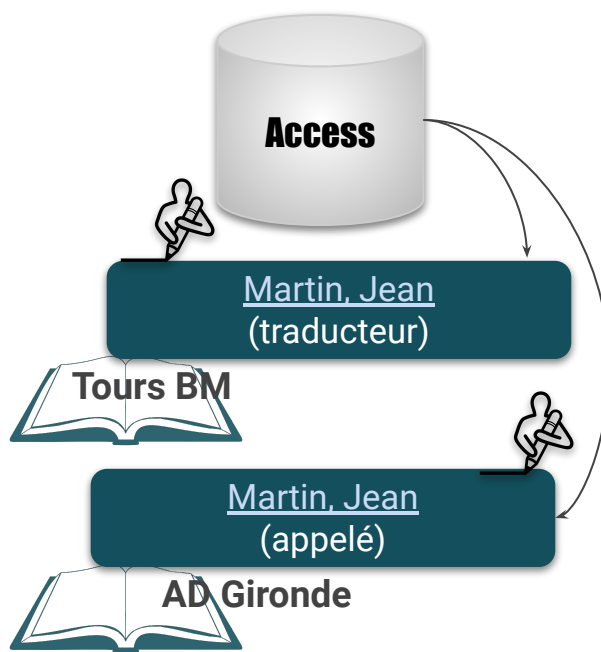 Access
Martin, Jean
(traducteur)
Tours BM
Martin, Jean
(appelé)
AD Gironde